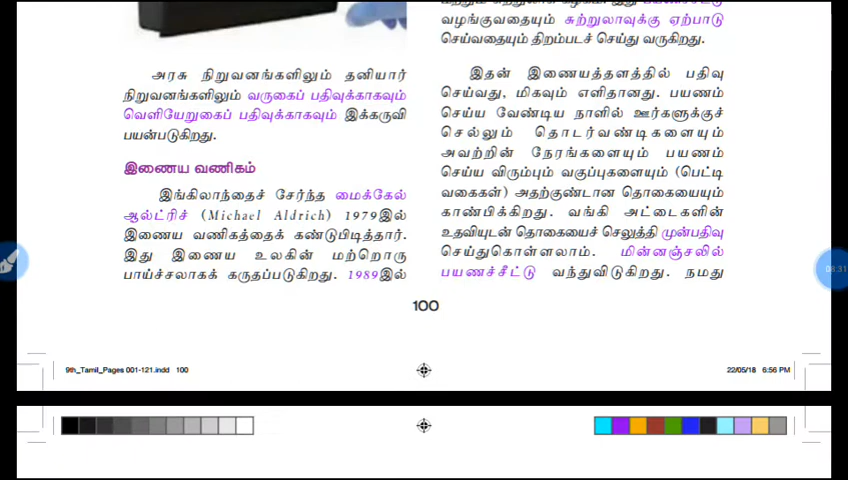 அரசு நிறுவனங்களிலும் தனியார்
நிறுவனங்களிலும் வருகைப் பதிவுக்காகவும்
வெளியேறுகைப் பதிவுக்காகவும் இக்கருவி
பயன்படுகிறது.
இணைய வணிகம்
இங்கிலாந்தைச் சேர்ந்த மைக்கேல்
ஆல்ட்ரிச் (Michael Aldrich) 1979இல்
இணைய வணிகத்தைக் கண்டுபிடித்தார்.
இது இணைய உலகின் மற்றொரு
பாய்ச்சலாகக் கருதப்படுகிறது. 1989இல்
வழங்குவதையும் சுற்றுலாவுக்கு ஏற்பாடு
செய்வதையும் திறம்படச் செய்து வருகிறது.
இதன் இணையத்தளத்தில் பதிவு
செய்வது, மிகவும் எளிதானது. பயணம்
செய்ய வேண்டிய நாளில் ஊர்களுக்குச்
செல்லும் தொடர்வண்டிகளையும்
அவற்றின் நேரங்களையும் பயணம்
செய்ய விரும்பும் வகுப்புகளையும் (பெட்டி
வகைகள்) அதற்குண்டான தொகையையும்
காண்பிக்கிறது. வங்கி அட்டைகளின்
உதவியுடன் தொகையைச் செலுத்தி முன்பதிவு
செய்துகொள்ளலாம். மின்னஞ்சலில்
பயணச்சீட்டு வந்துவிடுகிறது. நமது
100
9th_Tamil_Pages 001-121.indd 100
22/05/18 6:56 PM
08:31